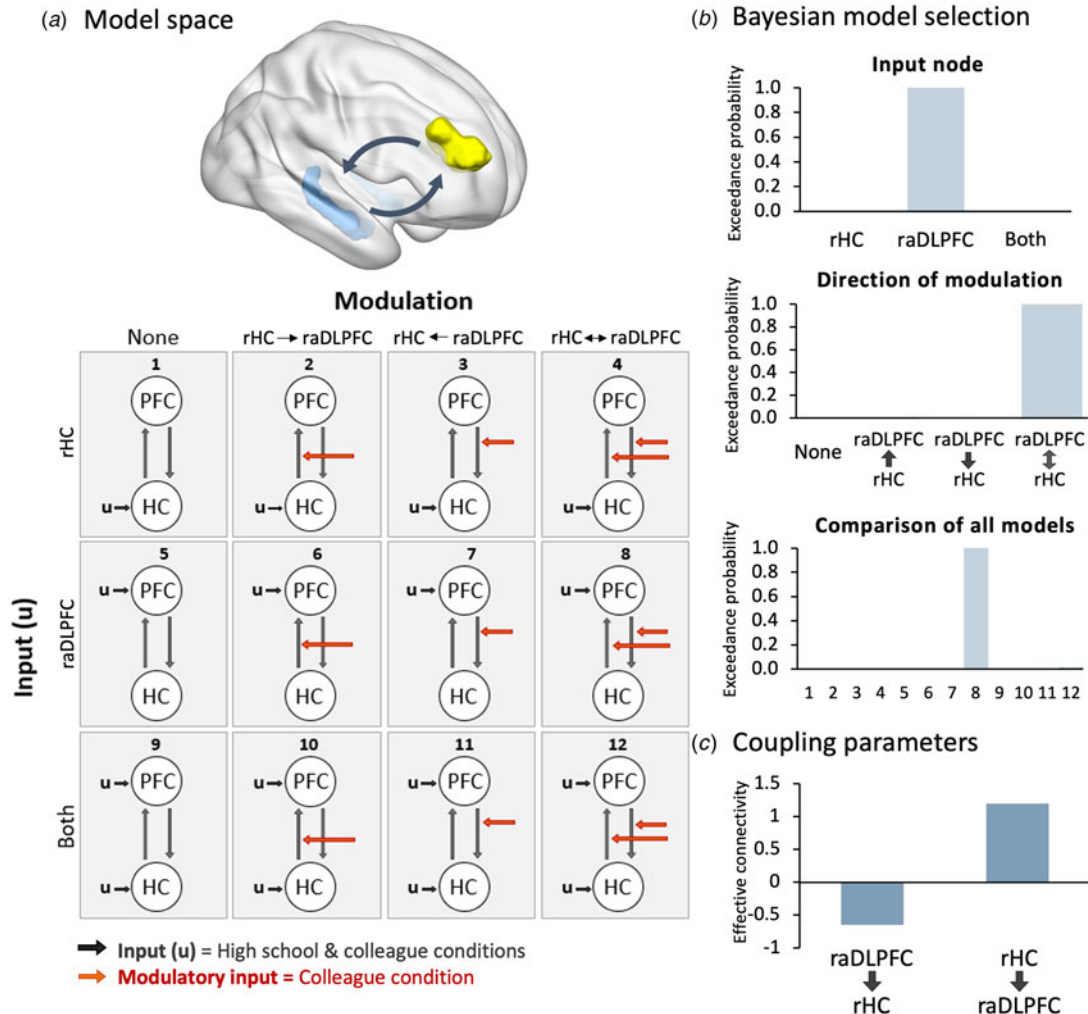 (a) Model space
Modulation
None
rHC → raDLPFC
rHC ← raDLPFC
rHC ↔ raDLPFC
Input (u)
rHC
1
PFC
u
HC
2
PFC
u
HC
3
PFC
u
HC
4
PFC
u
HC
raDLPFC
5
u
PFC
HC
6
u
PFC
HC
7
u
PFC
HC
8
u
PFC
HC
Both
9
u
PFC
u
HC
10
u
PFC
u
HC
11
u
PFC
u
HC
12
u
PFC
u
HC
Input (u) = High school & colleague conditions
Modulatory input = Colleague condition
(b) Bayesian model selection
Input node
Exceedance probability
1.0
0.8
0.6
0.4
0.2
0.0
rHC raDLPFC Both
Direction of modulation
Exceedance probability
1.0
0.8
0.6
0.4
0.2
0.0
None
raDLPFC
rHC
raDLPFC
rHC
raDLPFC
rHC
Comparison of all models
Exceedance probability
1.0
0.8
0.6
0.4
0.2
0.0
1 2 3 4 5 6 7 8 9 10 11 12
(c) Coupling parameters
Effective connectivity
1.5
1
0.5
0
-0.5
-1
raDLPFC
rHC
rHC
raDLPFC